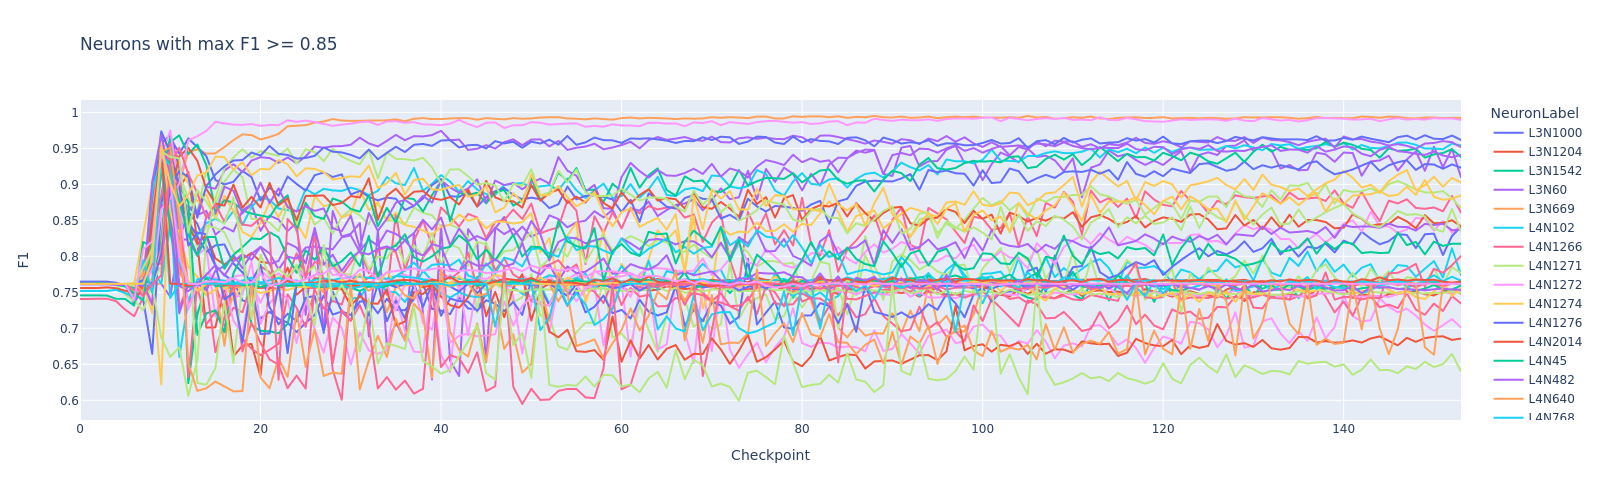 Neurons with max F1 >= 0.85
F1
1
0.95
0.9
0.85
0.8
0.75
0.7
0.65
0.6
0
20
40
60
80
100
120
140
Checkpoint
NeuronLabel
L3N1000
L3N1204
L3N1542
L3N60
L3N669
L4N102
L4N1266
L4N1271
L4N1272
L4N1274
L4N1276
L4N2014
L4N45
L4N482
L4N640
L4N768